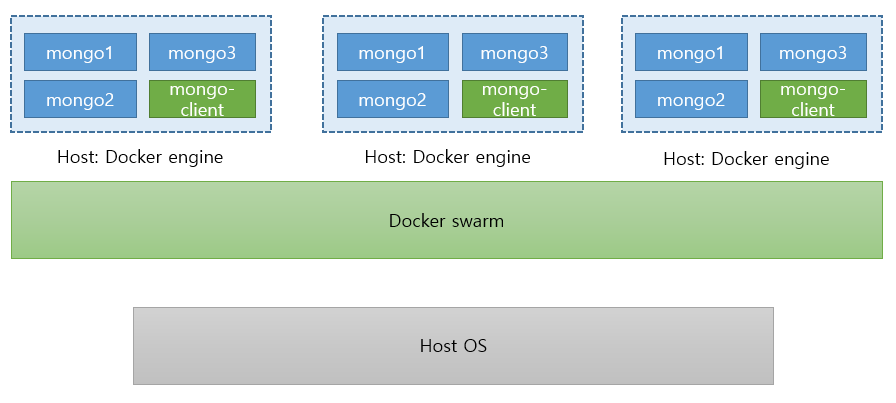 mongo1
mongo3
mongo2
mongo-
client
mongo1
mongo3
mongo2
mongo-
client
mongo1
mongo3
mongo2
mongo-
client
Host: Docker engine
Host: Docker engine
Host: Docker engine
Docker swarm
Host OS